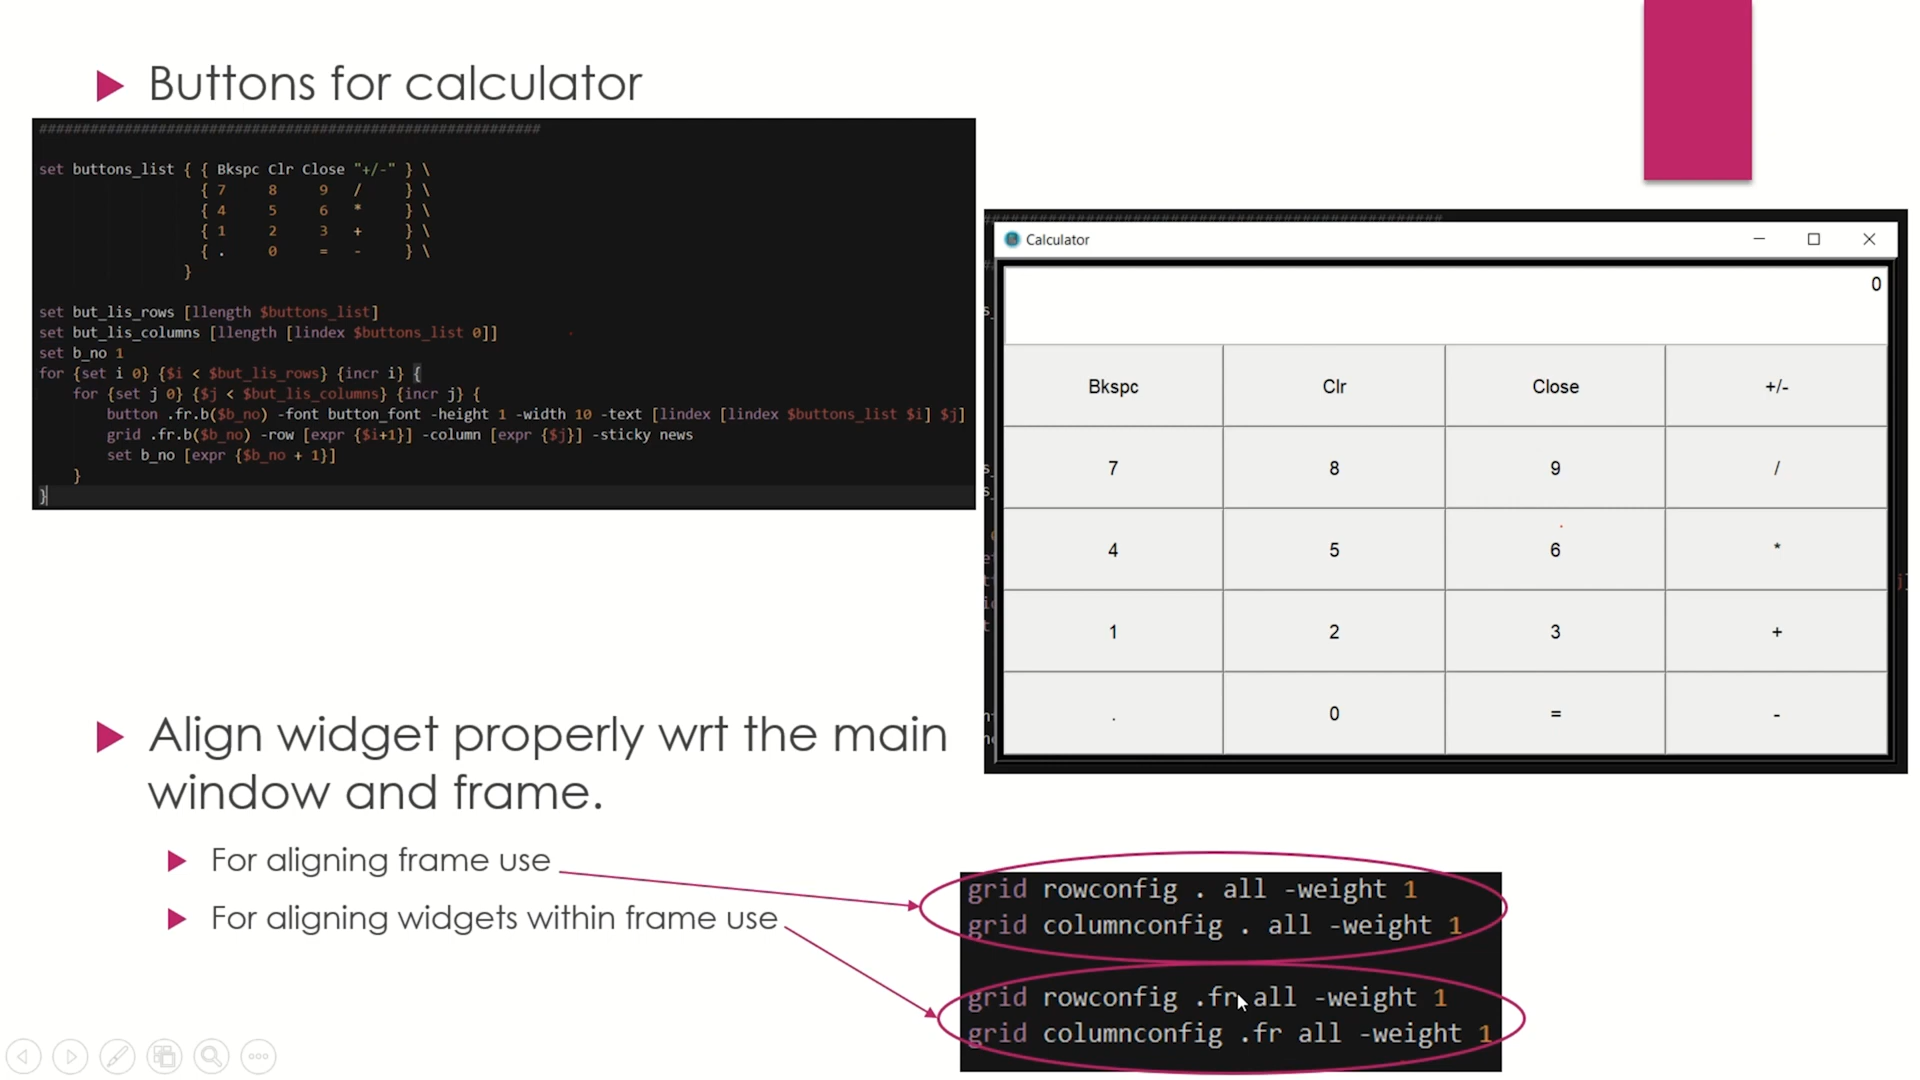 Buttons for calculator
###########################################################
set buttons_list { { Bkspc Clr Close "+/-" } \
{ 7 8 9 / } \
{ 4 5 6 * } \
{ 1 2 3 + } \
{ . 0 = - } \
}
set but_lis_rows [llength $buttons_list]
set but_lis_columns [llength [lindex $buttons_list 0]]
set b_no 1
for {set i 0} {$i < $but_lis_rows} {incr i} {
for {set j 0} {$j < $but_lis_columns} {incr j} {
button .fr.b($b_no) -font button_font -height 1 -width 10 -text [lindex [lindex $buttons_list $i] $j]
grid .fr.b($b_no) -row [expr {$i+1}] -column [expr {$j}] -sticky news
set b_no [expr {$b_no + 1}]
}
}
Calculator
0
Bkspc Clr Close +/-
7 8 9 /
4 5 6 *
1 2 3 +
. 0 = -
Align widget properly wrt the main
window and frame.
For aligning frame use
For aligning widgets within frame use
grid rowconfig . all -weight 1
grid columnconfig . all -weight 1
grid rowconfig .fr all -weight 1
grid columnconfig .fr all -weight 1